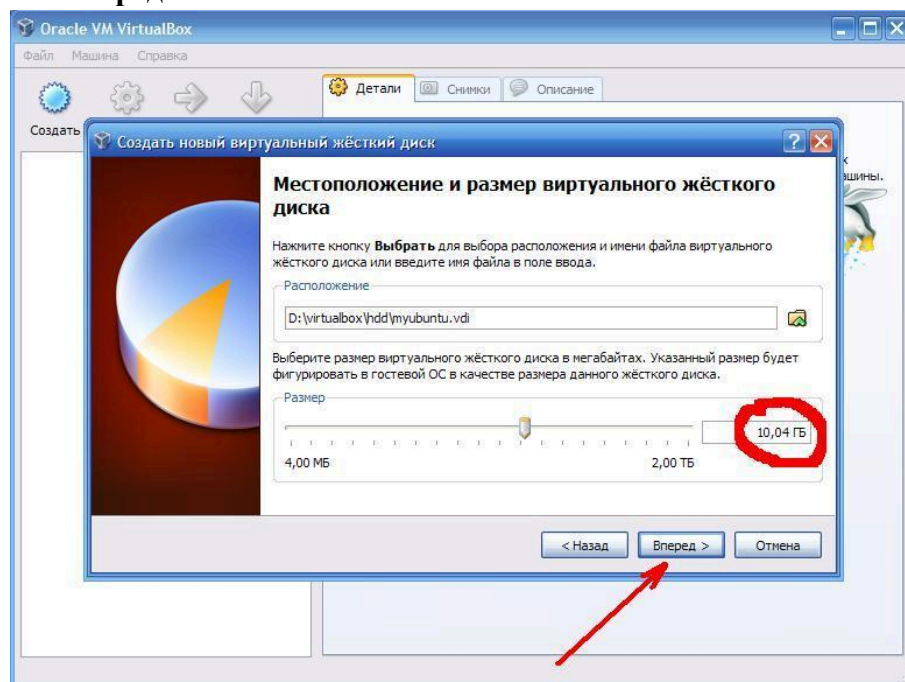 Oracle VM VirtualBox
Файл Машина Справка
Детали Снимки Описание
Создать
Создать новый виртуальный жёсткий диск
Местоположение и размер виртуального жёсткого
диска
Нажмите кнопку Выбрать для выбора расположения и имени файла виртуального
жёсткого диска или введите имя файла в поле ввода.
Расположение
D:\virtualbox\hdd\myubuntu.vdi
Выберите размер виртуального жёсткого диска в мегабайтах. Указанный размер будет
фигурировать в гостевой ОС в качестве размера данного жёсткого диска.
Размер
10,04 ГБ
4,00 МБ 2,00 ТБ
< Назад Вперед > Отмена